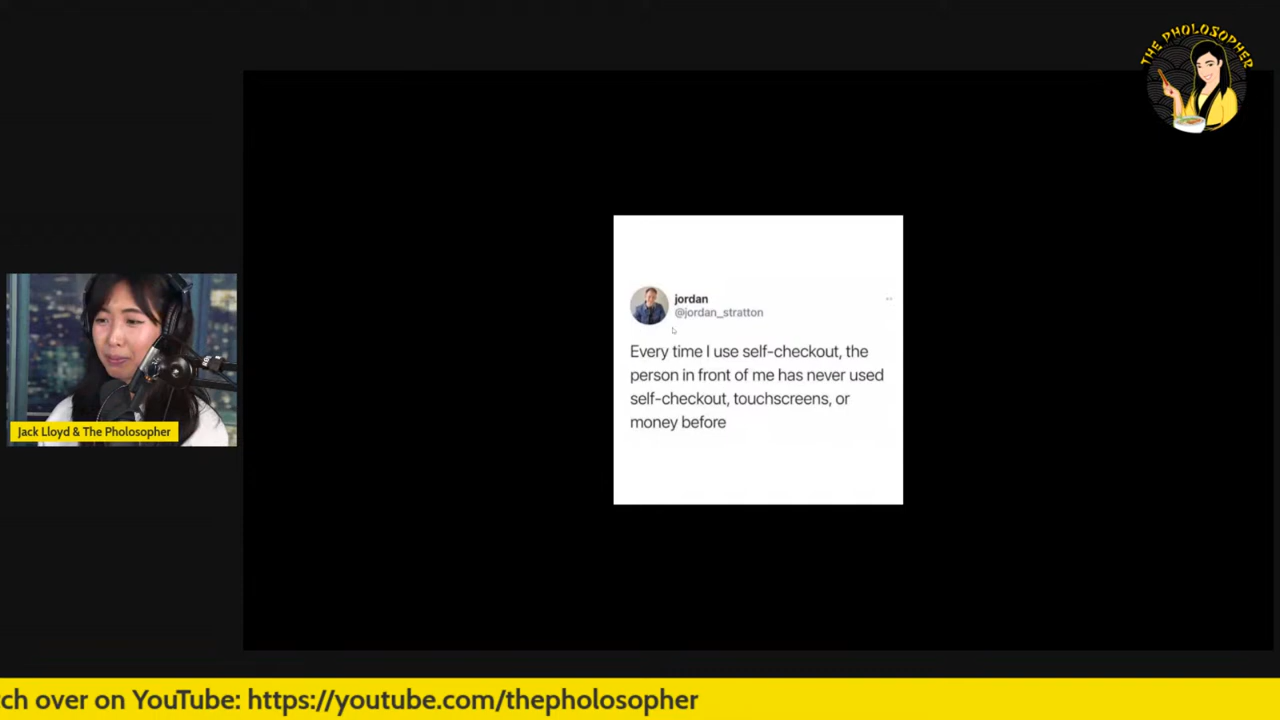 THE PHOLOSOPHER
jordan
@jordan_stratton
Every time I use self-checkout, the
person in front of me has never used
self-checkout, touchscreens, or
money before
Jack Lloyd & The Pholosopher
ch over on YouTube: https://youtube.com/thepholosopher